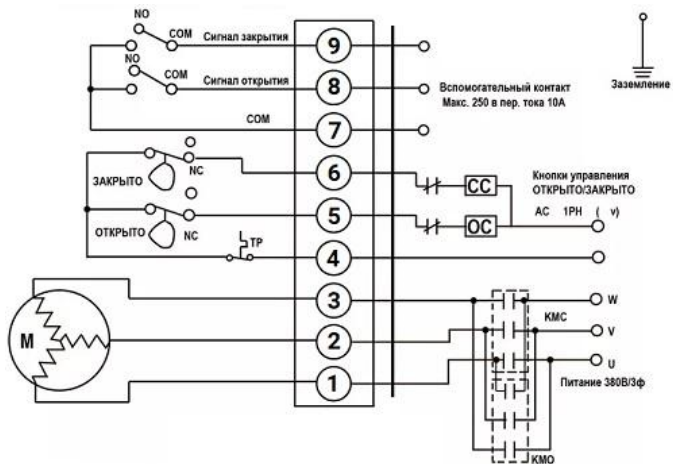 NO
COM
Сигнал закрытия
9
NO
COM
Сигнал открытия
8
Вспомогательный контакт
Макс. 250 в пер. тока 10А
Заземление
COM
7
ЗАКРЫТО
NC
6
CC
Кнопки управления
ОТКРЫТО/ЗАКРЫТО
AC 1PH ( v)
ОТКРЫТО
NC
5
OC
TP
4
3
W
KMC
M
2
V
1
U
Питание 380В/3ф
KMO